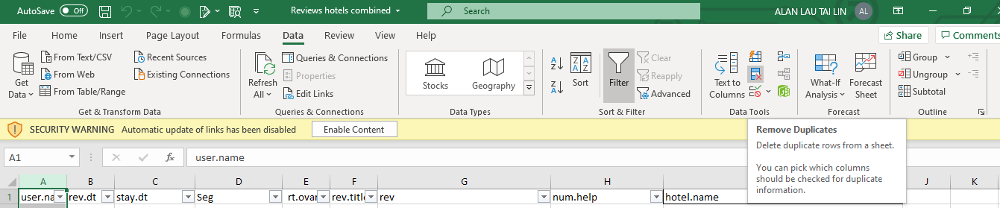 AutoSave Off Reviews hotels combined Search ALAN LAU TAI LIN AL
File Home Insert Page Layout Formulas Data Review View Help Share Comments
Get Data
From Text/CSV
From Web
From Table/Range
Recent Sources
Existing Connections
Get & Transform Data
Refresh All
Queries & Connections
Properties
Edit Links
Queries & Connections
Stocks
Geography
Data Types
Sort
Filter
Clear
Reapply
Advanced
Sort & Filter
Text to Columns
Data Tools
What-If Analysis
Forecast Sheet
Forecast
Group
Ungroup
Subtotal
Outline
SECURITY WARNING Automatic update of links has been disabled Enable Content
Remove Duplicates
Delete duplicate rows from a sheet.
You can pick which columns
should be checked for duplicate
information.
A1 fx user.name
A B C D E F G H J K
1 user.na rev.dt stay.dt Seg rt.ovar rev.title rev num.help hotel.name